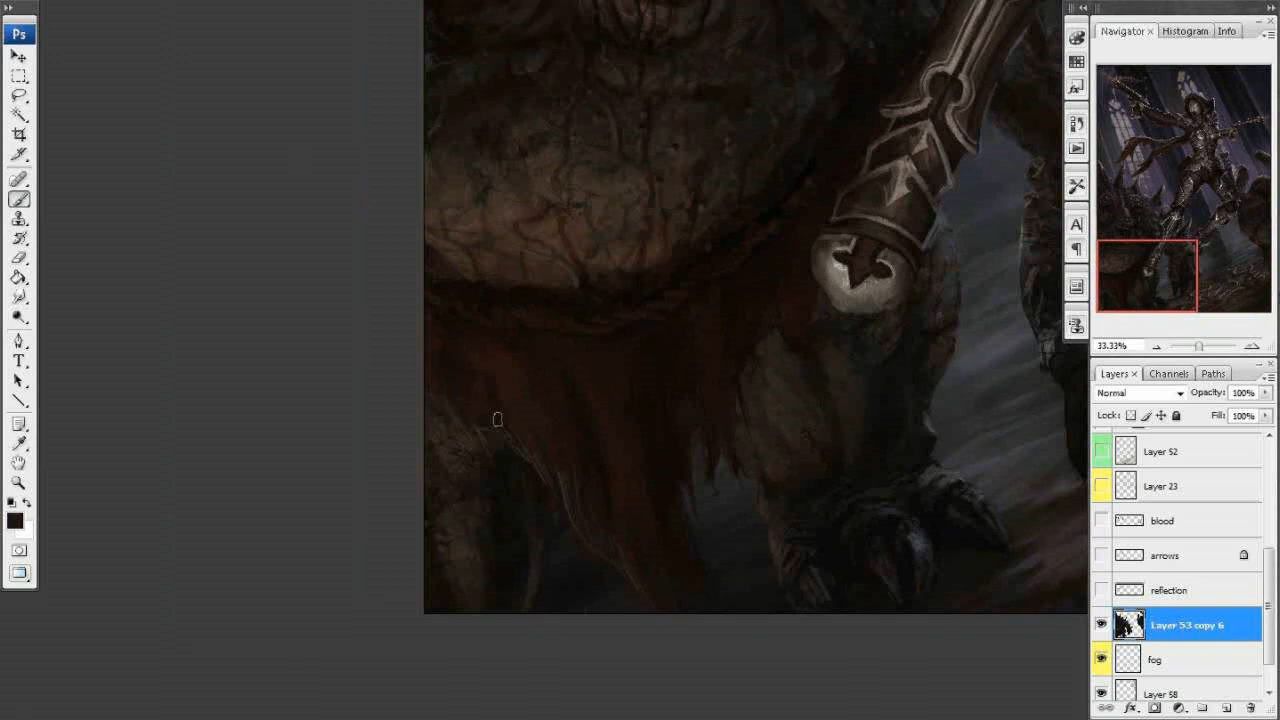 Ps
Navigator × Histogram Info
33.33%
Layers × Channels Paths
Normal Opacity: 100%
Lock: Fill: 100%
Layer 52
Layer 23
blood
arrows
reflection
Layer 53 copy 6
fog
Layer 58